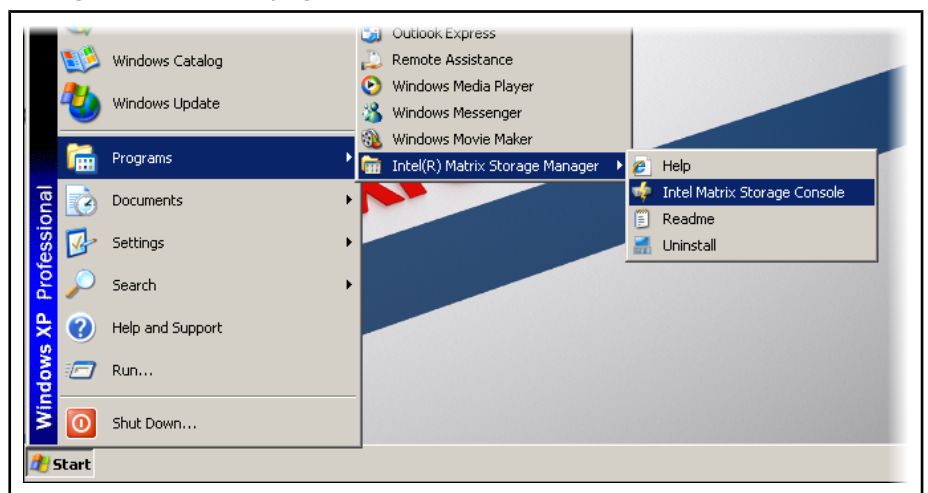 Outlook Express
Windows Catalog
Remote Assistance
Windows Media Player
Windows Update
Windows Messenger
Windows Movie Maker
Programs
Intel(R) Matrix Storage Manager
Help
Intel Matrix Storage Console
Readme
Uninstall
Documents
Settings
Search
Help and Support
Run...
Shut Down...
Windows XP Professional
Start